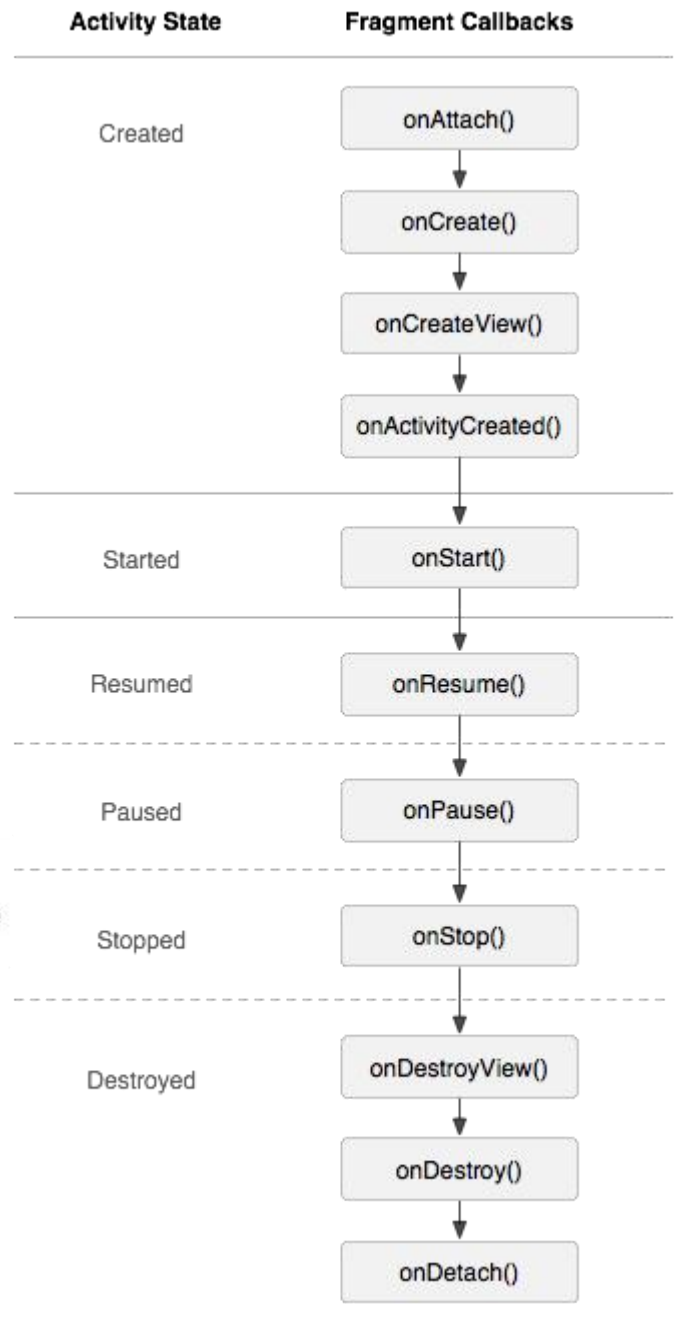 Activity State Fragment Callbacks
Created
onAttach()
onCreate()
onCreateView()
onActivityCreated()
Started onStart()
Resumed onResume()
Paused onPause()
Stopped onStop()
Destroyed
onDestroyView()
onDestroy()
onDetach()